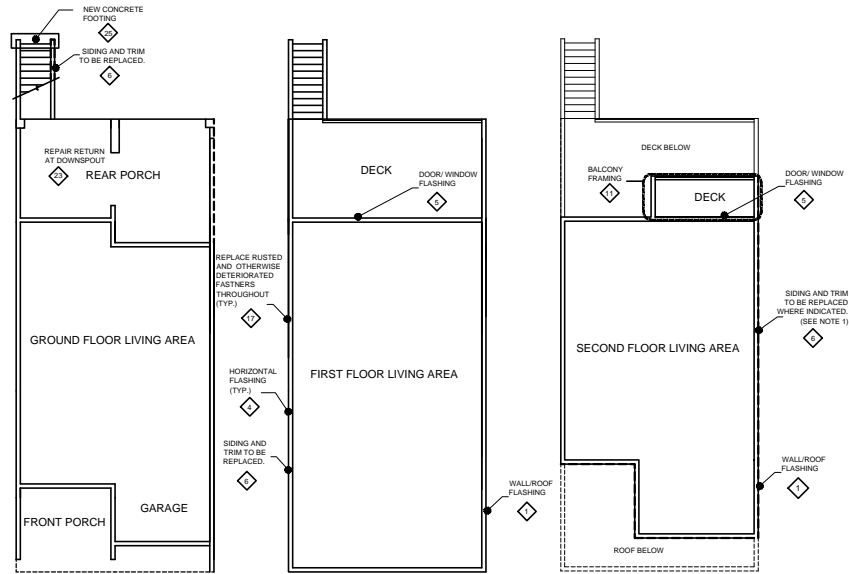 NEW CONCRETE
FOOTING
25
SIDING AND TRIM
TO BE REPLACED.
6
REPAIR RETURN
AT DOWNSPOUT
23
REAR PORCH
GROUND FLOOR LIVING AREA
GARAGE
FRONT PORCH
DECK
DOOR/ WINDOW
FLASHING
5
REPLACE RUSTED
AND OTHERWISE
DETERIORATED
FASTNERS
THROUGHOUT
(TYP.)
17
FIRST FLOOR LIVING AREA
HORIZONTAL
FLASHING
(TYP.)
4
SIDING AND
TRIM TO BE
REPLACED.
6
WALL/ROOF
FLASHING
1
DECK BELOW
BALCONY
FRAMING
11
DECK
DOOR/ WINDOW
FLASHING
5
SIDING AND TRIM
TO BE REPLACED
WHERE INDICATED.
(SEE NOTE 1)
6
SECOND FLOOR LIVING AREA
WALL/ROOF
FLASHING
1
ROOF BELOW